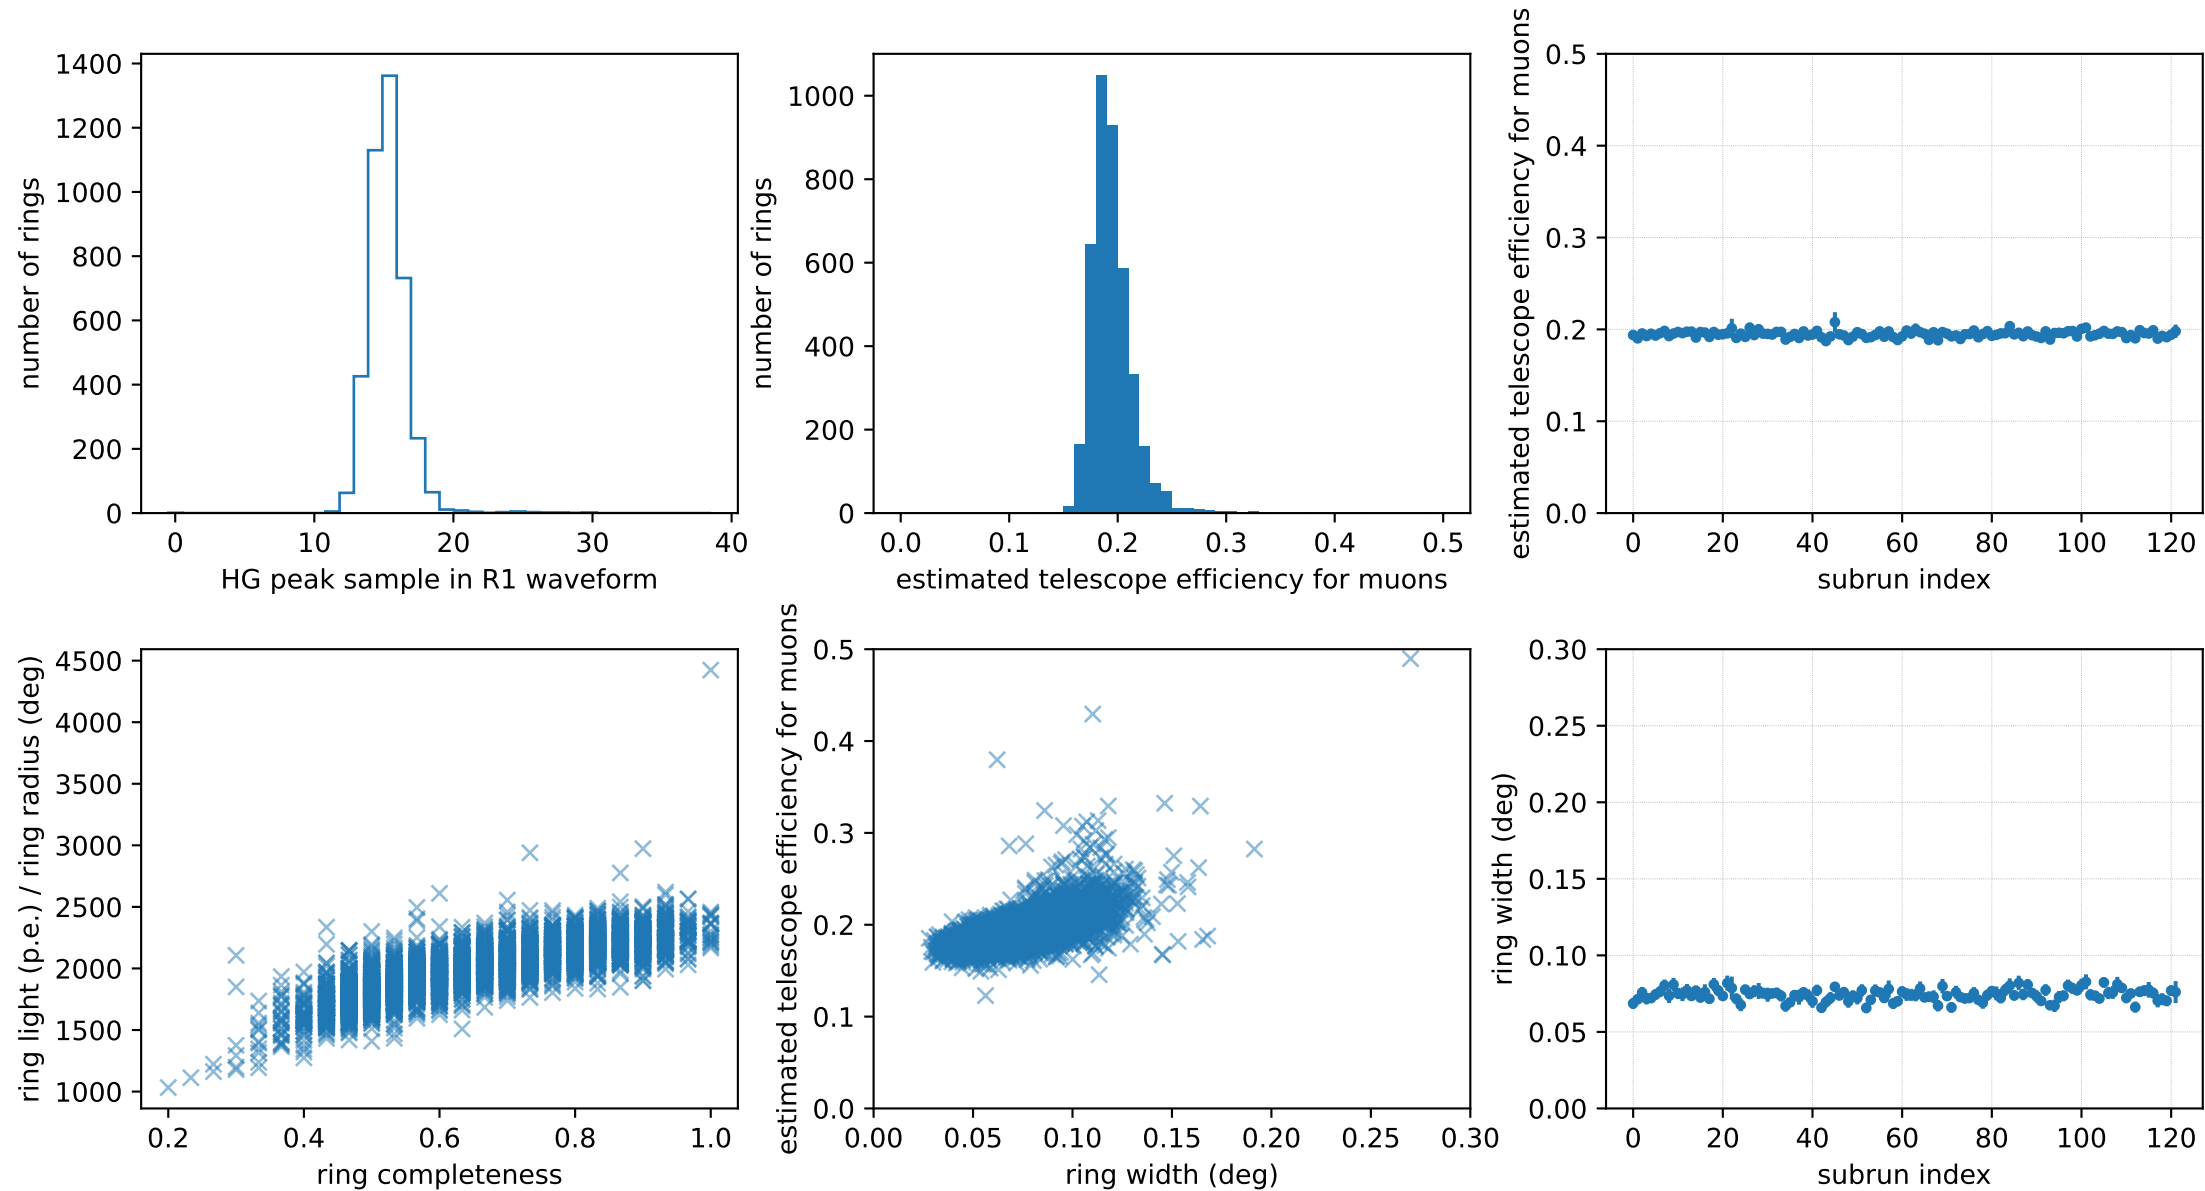 1400
1200
1000
800
600
400
200
0
number of rings
0 10 20 30 40
HG peak sample in R1 waveform
1000
800
600
400
200
0
number of rings
0.0 0.1 0.2 0.3 0.4 0.5
estimated telescope efficiency for muons
0.5
0.4
0.3
0.2
0.1
0.0
estimated telescope efficiency for muons
0 20 40 60 80 100 120
subrun index
4500
4000
3500
3000
2500
2000
1500
1000
ring light (p.e.) / ring radius (deg)
0.2 0.4 0.6 0.8 1.0
ring completeness
0.5
0.4
0.3
0.2
0.1
0.0
estimated telescope efficiency for muons
0.00 0.05 0.10 0.15 0.20 0.25 0.30
ring width (deg)
0.30
0.25
0.20
0.15
0.10
0.05
0.00
ring width (deg)
0 20 40 60 80 100 120
subrun index